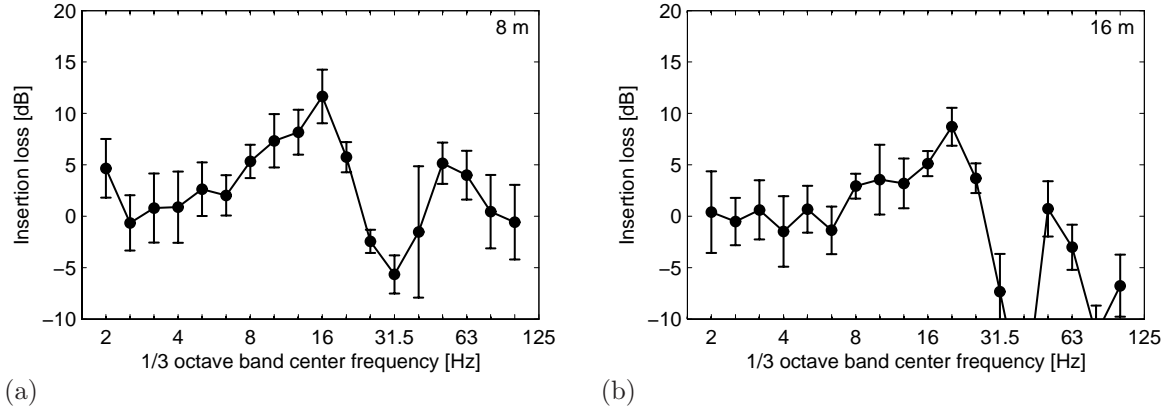 20
8 m
15
10
5
0
−5
−10
Insertion loss [dB]
2 4 8 16 31.5 63 125
1/3 octave band center frequency [Hz]
(a)
20
16 m
15
10
5
0
−5
−10
Insertion loss [dB]
2 4 8 16 31.5 63 125
1/3 octave band center frequency [Hz]
(b)